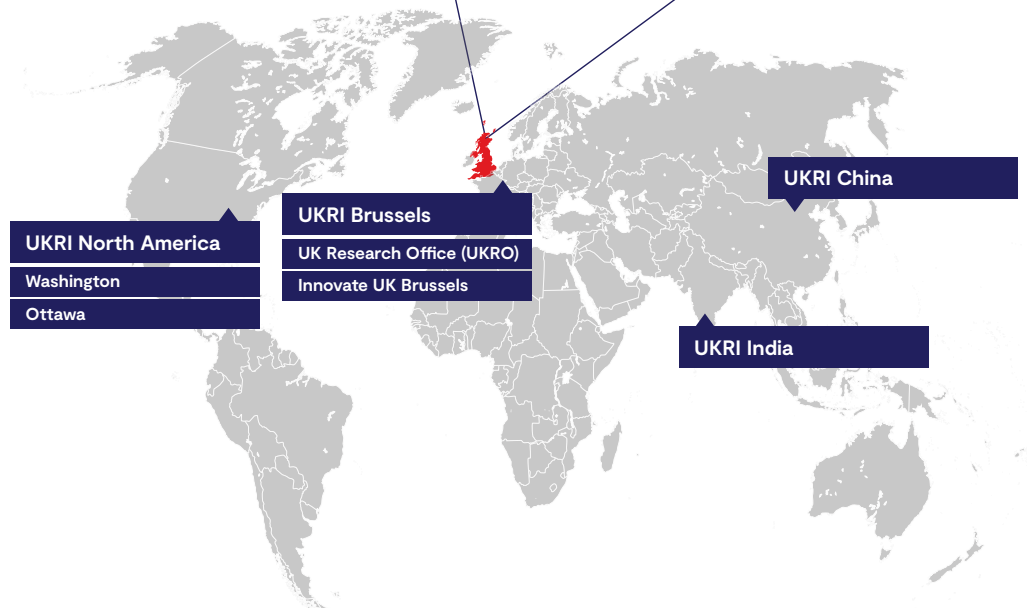 UKRI China
UKRI Brussels
UK Research Office (UKRO)
Innovate UK Brussels
UKRI North America
Washington
Ottawa
UKRI India